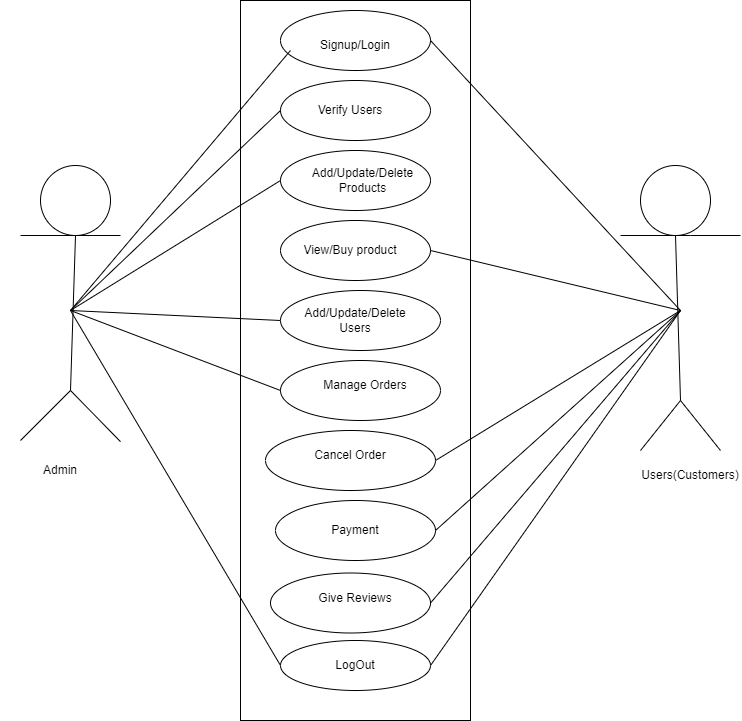 Signup/Login
Verify Users
Add/Update/Delete
Products
View/Buy product
Add/Update/Delete
Users
Manage Orders
Cancel Order
Admin
Users(Customers)
Payment
Give Reviews
LogOut